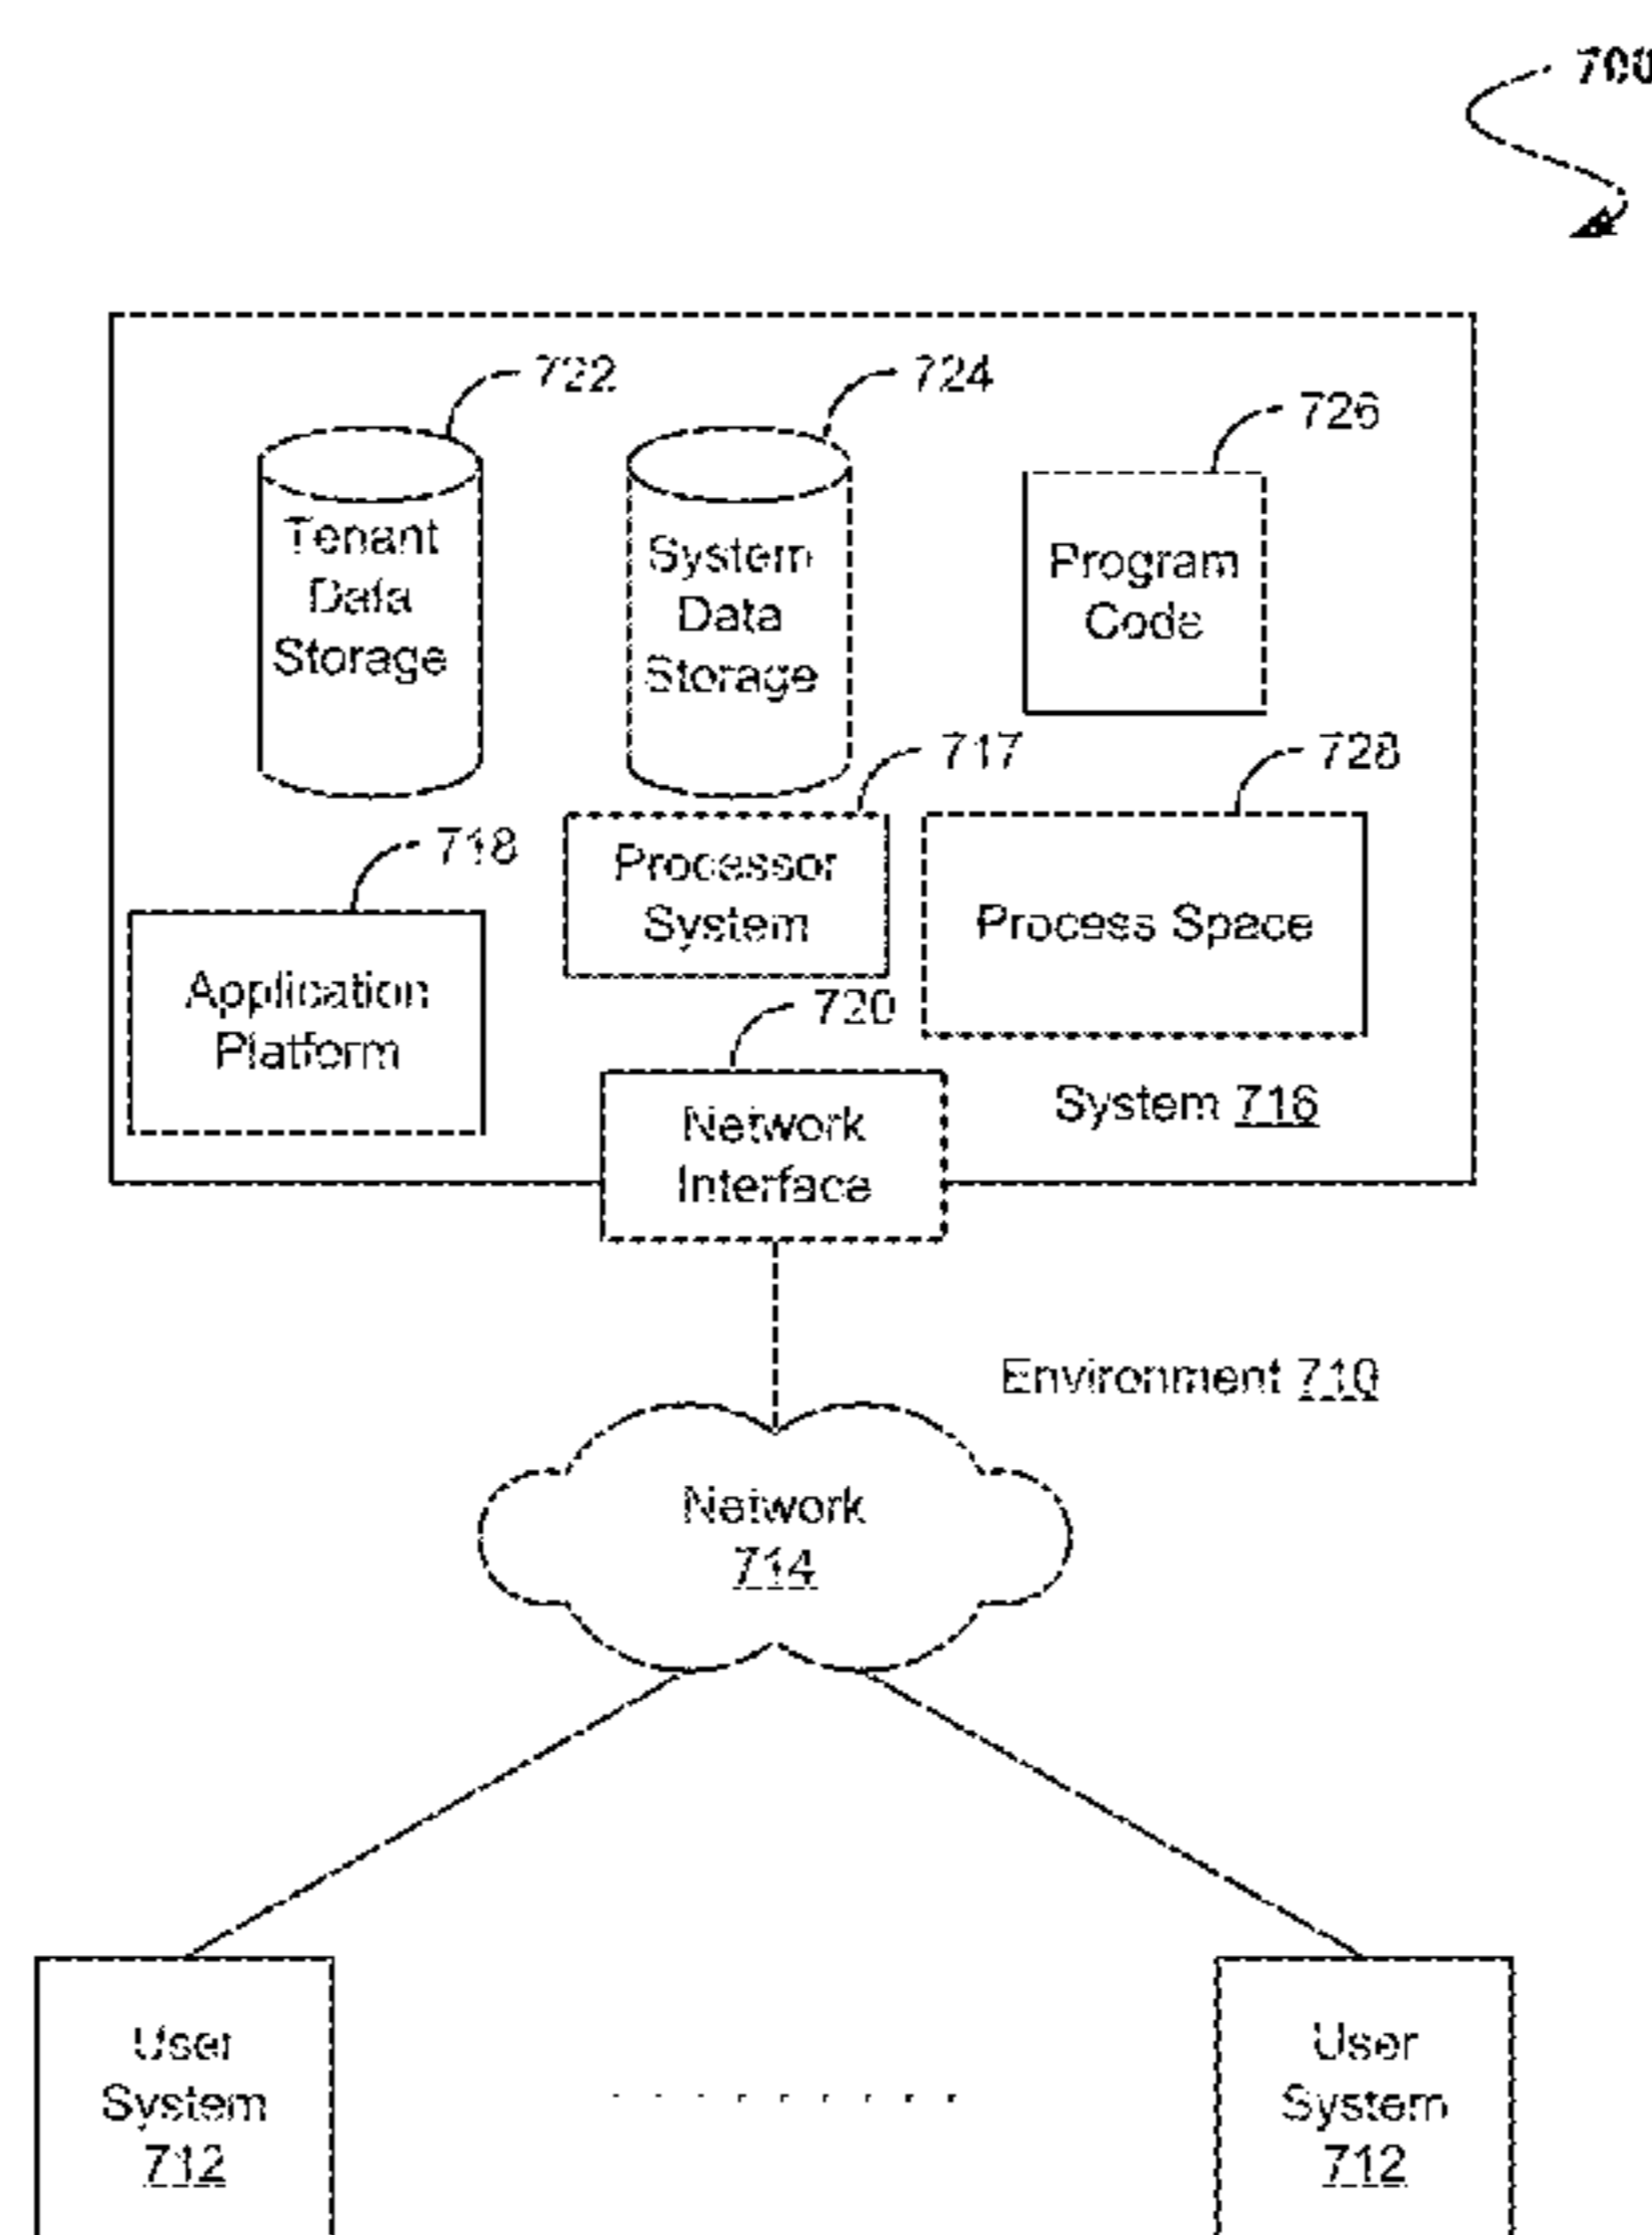 700
722
724
726
Tenant
Data
Storage
System
Data
Storage
Program
Code
717
728
718
Processor
System
Process Space
Application
Platform
720
Network
Interface
System 716
Environment 710
Network
714
User
System
712
User
System
712